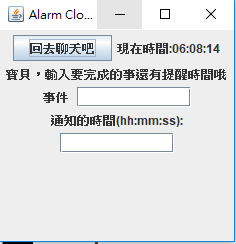 Alarm Clo...
回去聊天吧 現在時間:06:08:14
寶貝，輸入要完成的事還有提醒時間哦
事件
通知的時間(hh:mm:ss):